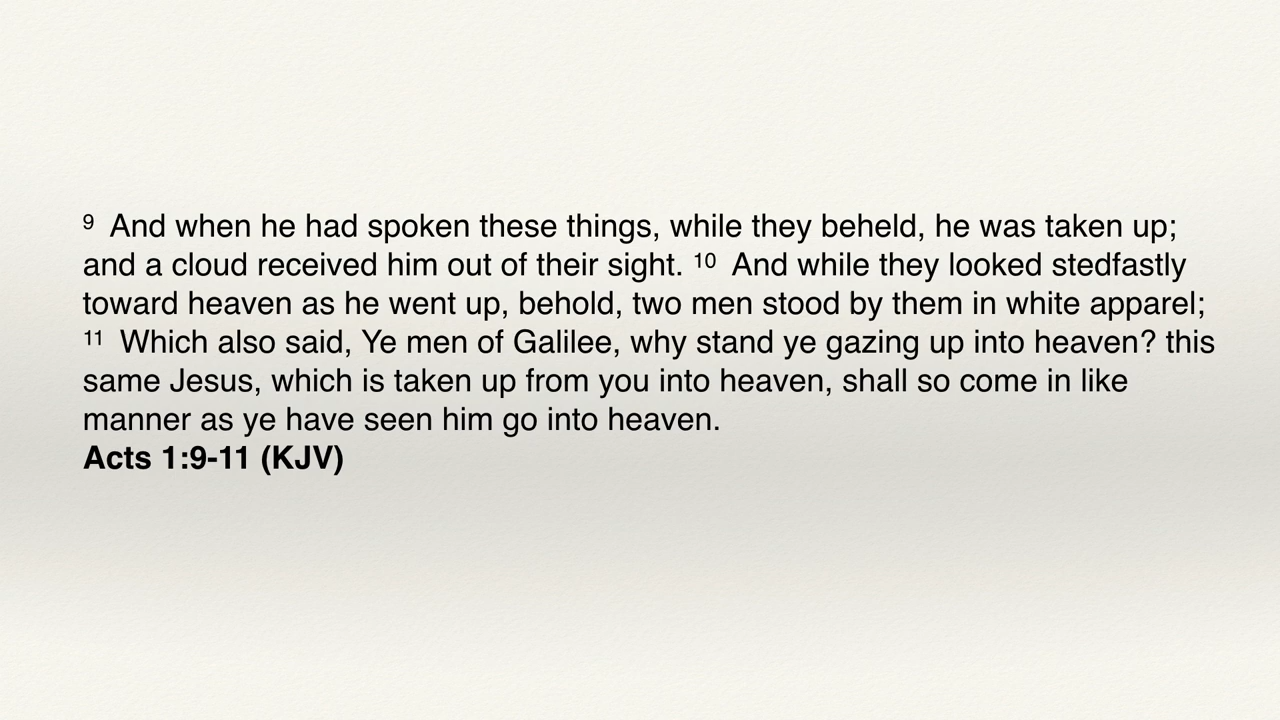 ⁹ And when he had spoken these things, while they beheld, he was taken up;
and a cloud received him out of their sight. ¹⁰ And while they looked stedfastly
toward heaven as he went up, behold, two men stood by them in white apparel;
¹¹ Which also said, Ye men of Galilee, why stand ye gazing up into heaven? this
same Jesus, which is taken up from you into heaven, shall so come in like
manner as ye have seen him go into heaven.
Acts 1:9-11 (KJV)